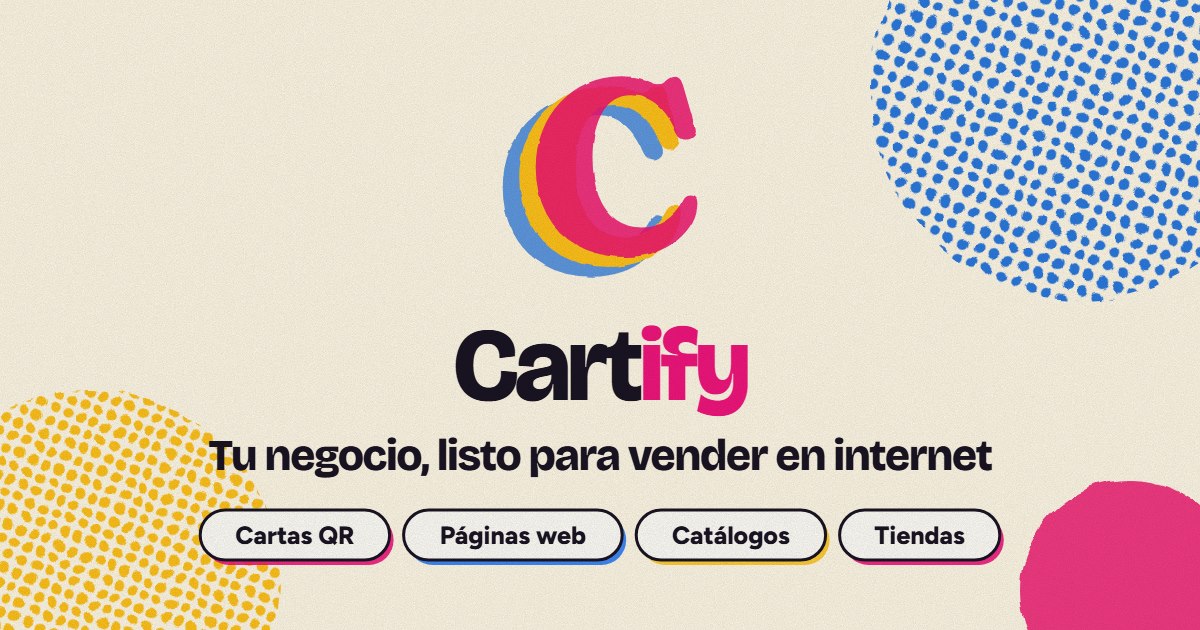 C
Cartify
Tu negocio, listo para vender en internet
Cartas QR
Páginas web
Catálogos
Tiendas